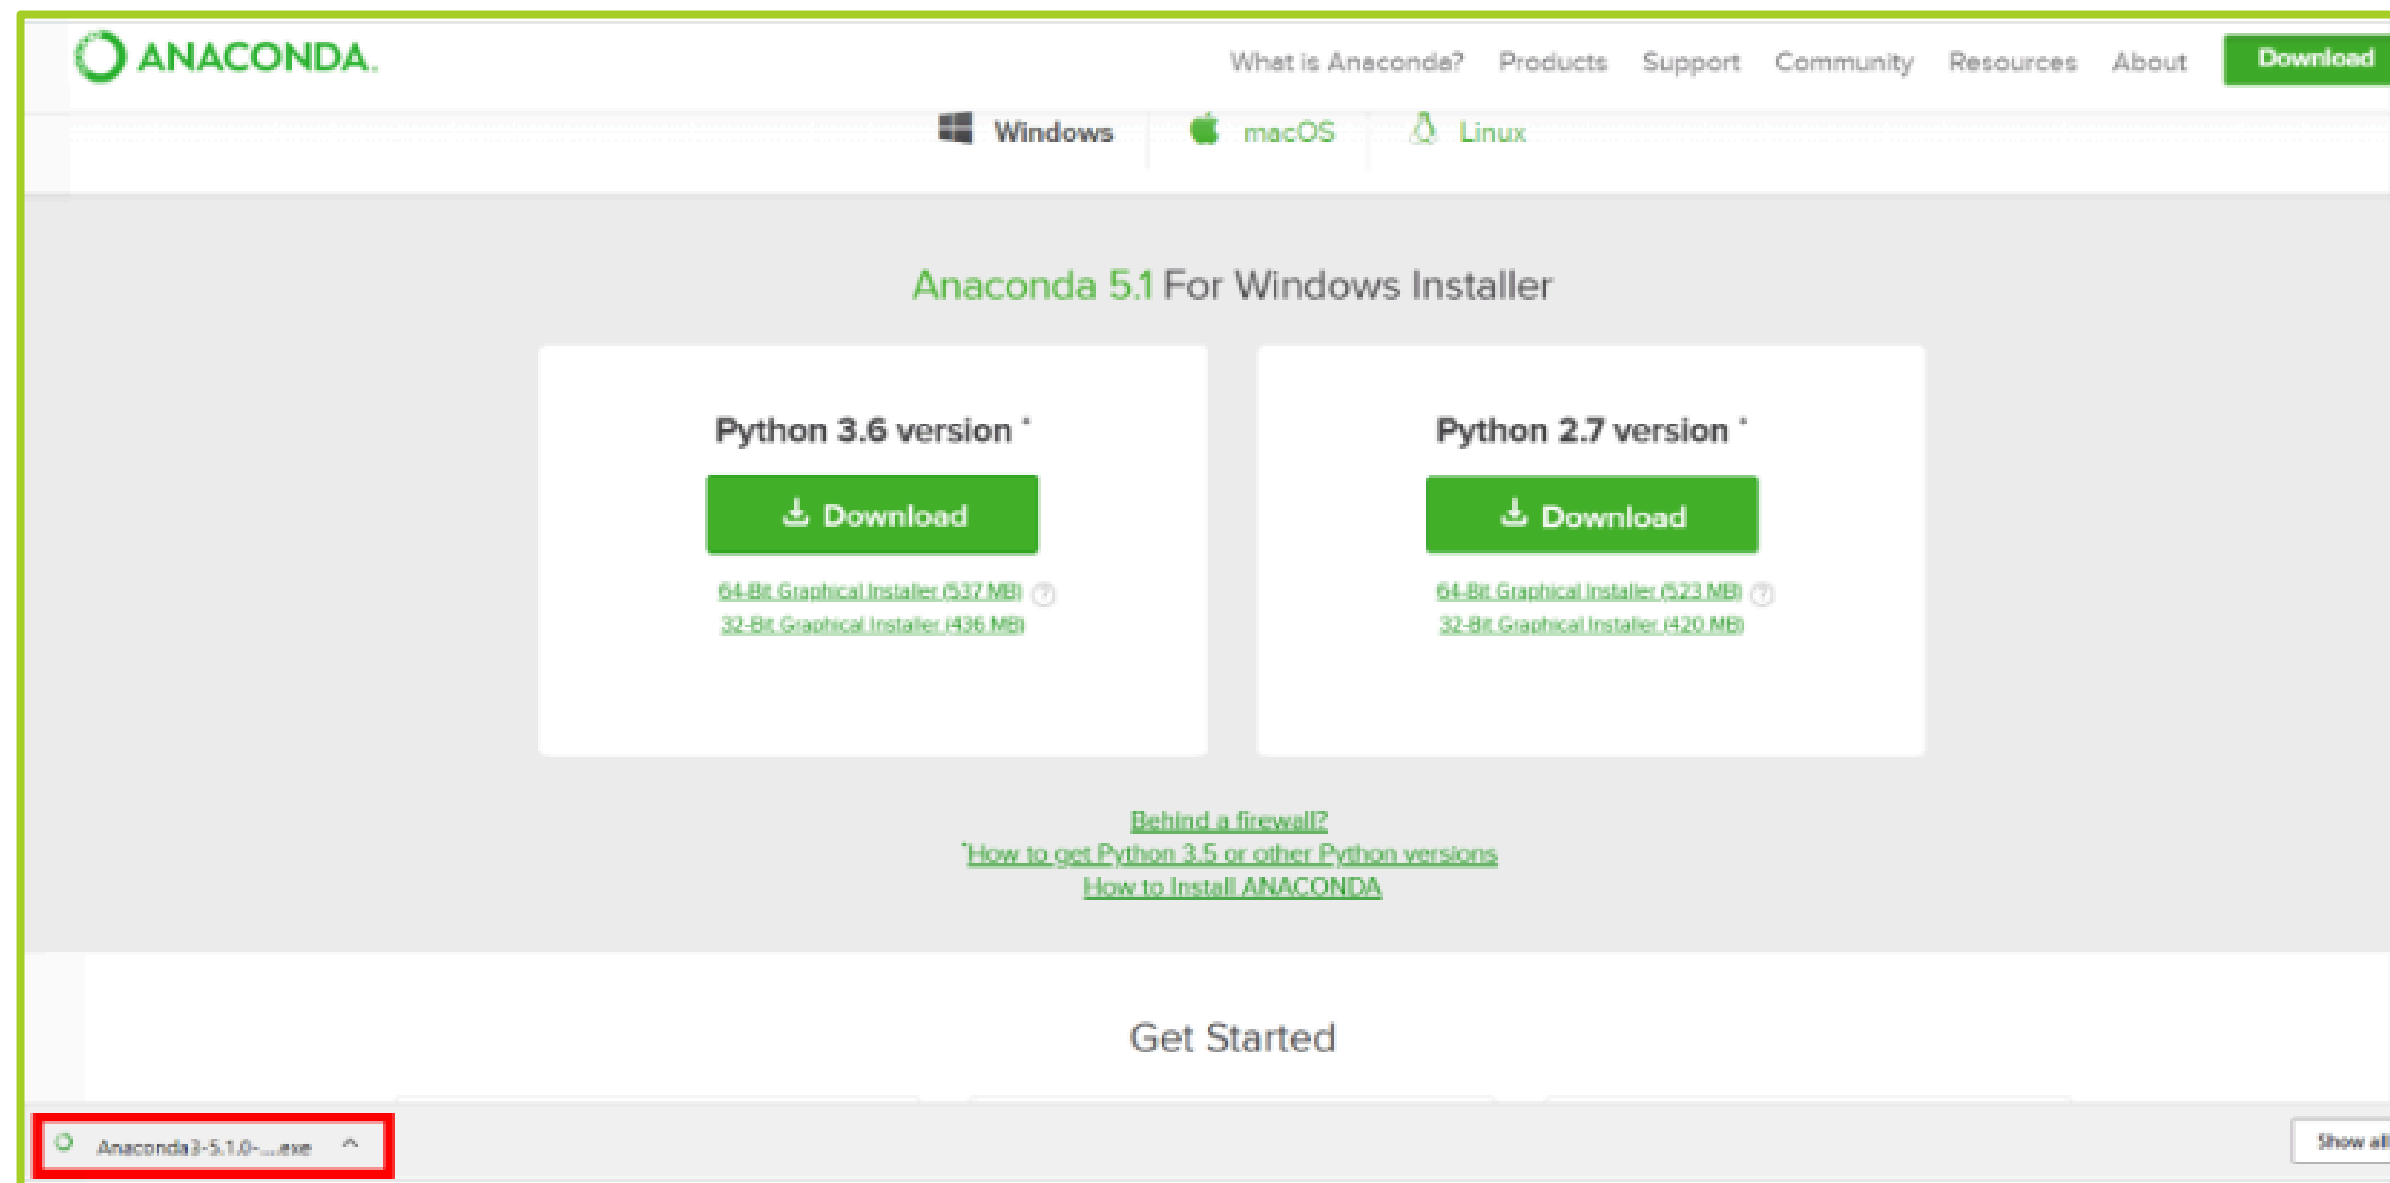 ANACONDA.
What is Anaconda? Products Support Community Resources About Download
Windows macOS Linux
Anaconda 5.1 For Windows Installer
Python 3.6 version *
Download
64-Bit Graphical Installer (537 MB) ?
32-Bit Graphical Installer (436 MB)
Python 2.7 version *
Download
64-Bit Graphical Installer (523 MB) ?
32-Bit Graphical Installer (420 MB)
Behind a firewall?
*How to get Python 3.5 or other Python versions
How to Install ANACONDA
Get Started
Anaconda3-5.1.0-....exe
Show all